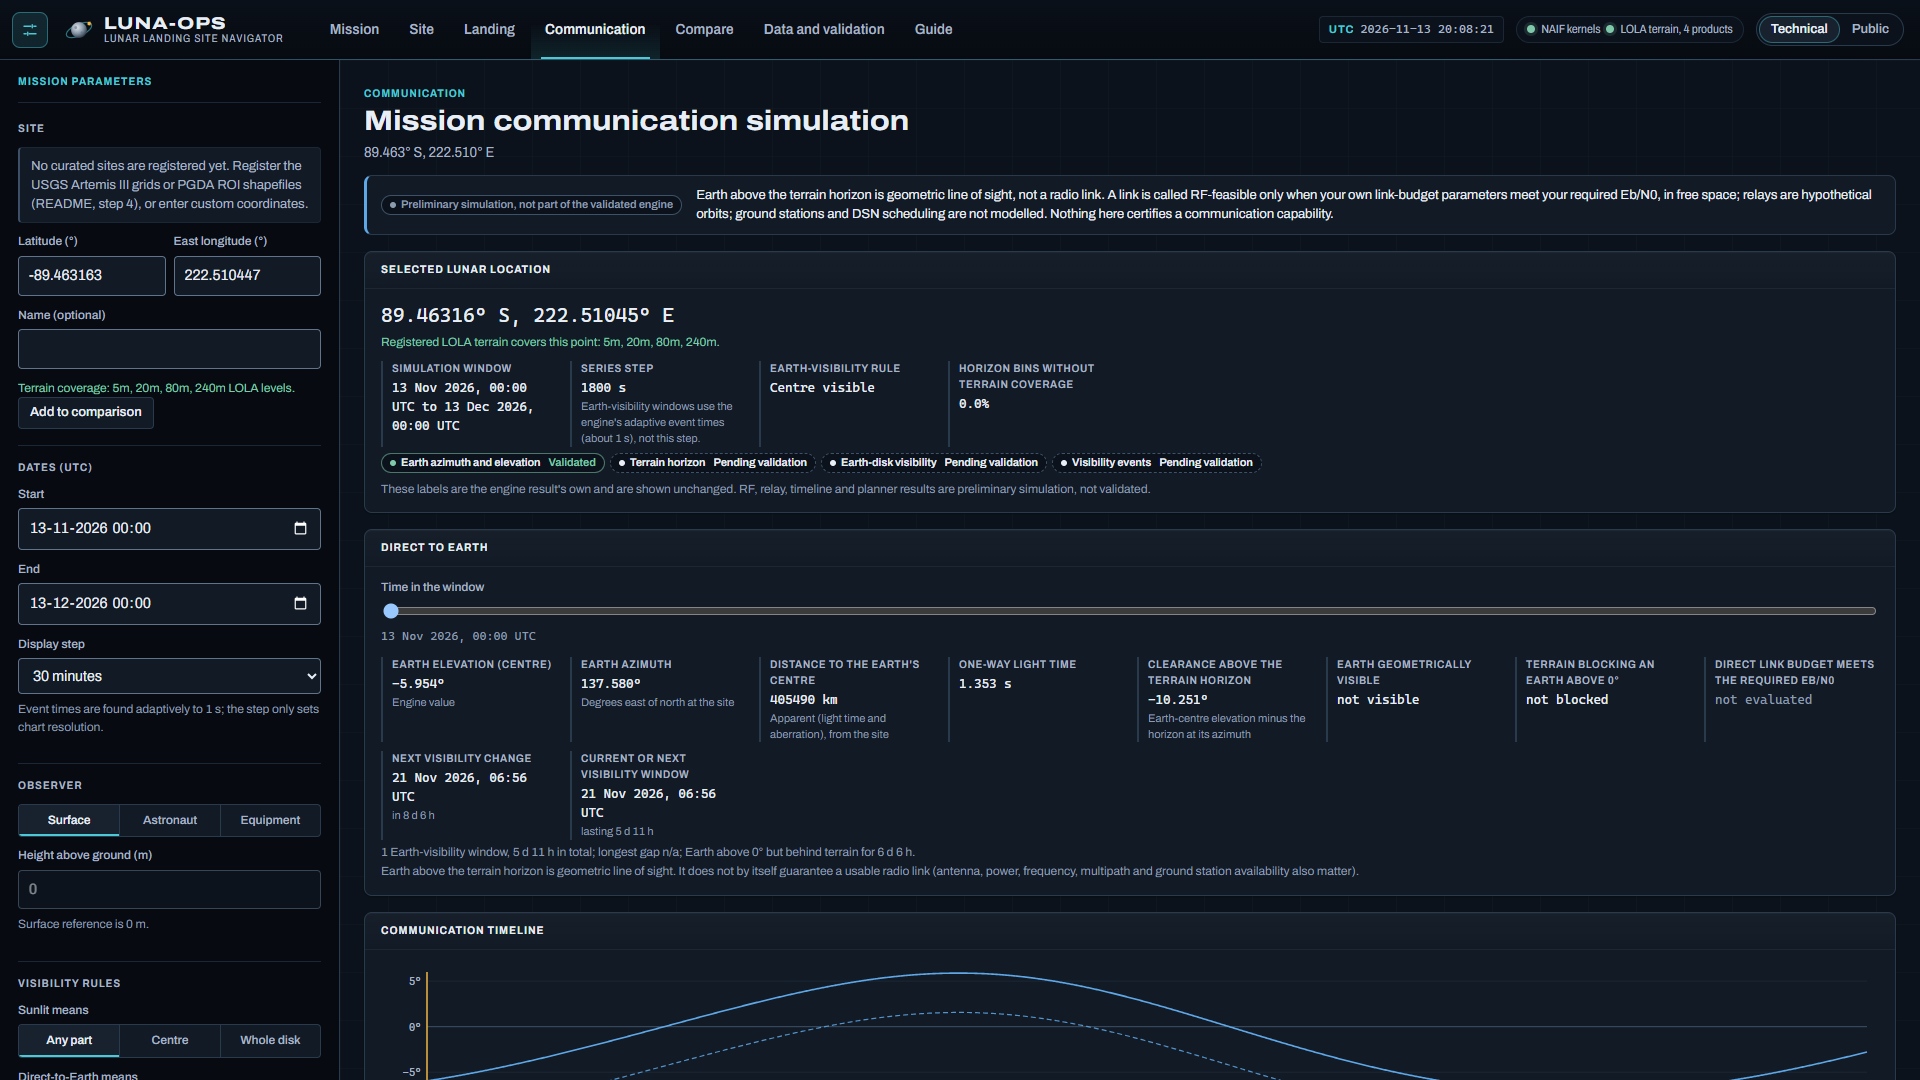 LUNA-OPS
LUNAR LANDING SITE NAVIGATOR
Mission
Site
Landing
Communication
Compare
Data and validation
Guide
UTC 2026-11-13 20:08:21
NAIF kernels
LOLA terrain, 4 products
Technical
Public
MISSION PARAMETERS
SITE
No curated sites are registered yet. Register the
USGS Artemis III grids or PGDA ROI shapefiles
(README, step 4), or enter custom coordinates.
Latitude (°)
East longitude (°)
-89.463163
222.510447
Name (optional)
Terrain coverage: 5m, 20m, 80m, 240m LOLA levels.
Add to comparison
DATES (UTC)
Start
13-11-2026 00:00
End
13-12-2026 00:00
Display step
30 minutes
Event times are found adaptively to 1 s; the step only sets
chart resolution.
OBSERVER
Surface
Astronaut
Equipment
Height above ground (m)
0
Surface reference is 0 m.
VISIBILITY RULES
Sunlit means
Any part
Centre
Whole disk
Direct-to-Earth means
COMMUNICATION
Mission communication simulation
89.463° S, 222.510° E
Preliminary simulation, not part of the validated engine
Earth above the terrain horizon is geometric line of sight, not a radio link. A link is called RF-feasible only when your own link-budget parameters meet your required Eb/N0, in free space; relays are hypothetical
orbits; ground stations and DSN scheduling are not modelled. Nothing here certifies a communication capability.
SELECTED LUNAR LOCATION
89.46316° S, 222.51045° E
Registered LOLA terrain covers this point: 5m, 20m, 80m, 240m.
SIMULATION WINDOW
13 Nov 2026, 00:00
UTC to 13 Dec 2026,
00:00 UTC
SERIES STEP
1800 s
Earth-visibility windows use the
engine's adaptive event times
(about 1 s), not this step.
EARTH-VISIBILITY RULE
Centre visible
HORIZON BINS WITHOUT
TERRAIN COVERAGE
0.0%
Earth azimuth and elevation Validated
Terrain horizon Pending validation
Earth-disk visibility Pending validation
Visibility events Pending validation
These labels are the engine result's own and are shown unchanged. RF, relay, timeline and planner results are preliminary simulation, not validated.
DIRECT TO EARTH
Time in the window
13 Nov 2026, 00:00 UTC
EARTH ELEVATION (CENTRE)
−5.954°
Engine value
EARTH AZIMUTH
137.580°
Degrees east of north at the site
DISTANCE TO THE EARTH'S
CENTRE
405490 km
Apparent (light time and
aberration), from the site
ONE-WAY LIGHT TIME
1.353 s
CLEARANCE ABOVE THE
TERRAIN HORIZON
−10.251°
Earth-centre elevation minus the
horizon at its azimuth
EARTH GEOMETRICALLY
VISIBLE
not visible
TERRAIN BLOCKING AN
EARTH ABOVE 0°
not blocked
DIRECT LINK BUDGET MEETS
THE REQUIRED EB/N0
not evaluated
NEXT VISIBILITY CHANGE
21 Nov 2026, 06:56
UTC
in 8 d 6 h
CURRENT OR NEXT
VISIBILITY WINDOW
21 Nov 2026, 06:56
UTC
lasting 5 d 11 h
1 Earth-visibility window, 5 d 11 h in total; longest gap n/a; Earth above 0° but behind terrain for 6 d 6 h.
Earth above the terrain horizon is geometric line of sight. It does not by itself guarantee a usable radio link (antenna, power, frequency, multipath and ground station availability also matter).
COMMUNICATION TIMELINE
5°
0°
−5°